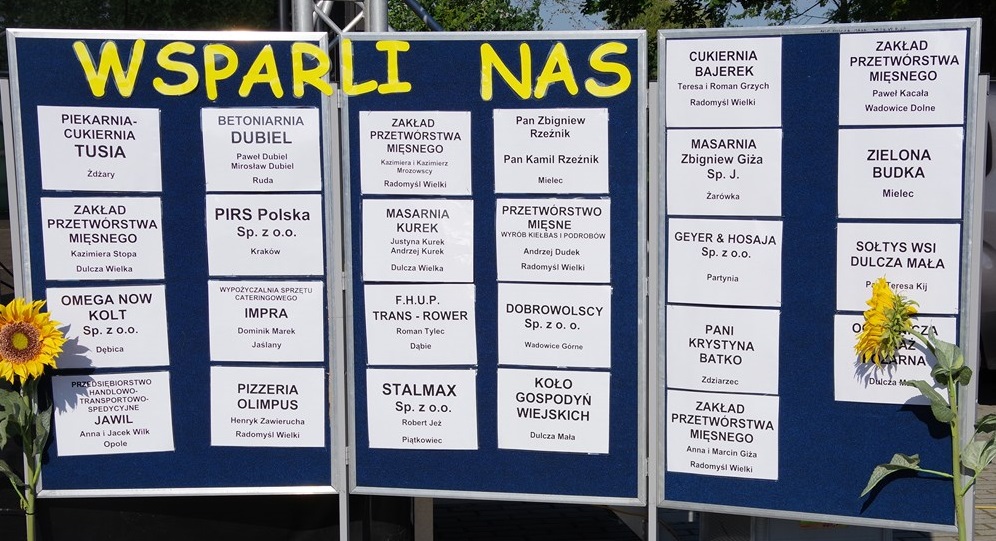 WSPARLI NAS
PIEKARNIA-
CUKIERNIA
TUSIA
Żdżary
ZAKŁAD
PRZETWÓRSTWA
MIĘSNEGO
Kazimiera Stopa
Dulcza Wielka
OMEGA NOW
KOLT
Sp. z o.o.
Dębica
PRZEDSIĘBIORSTWO
HANDLOWO-
TRANSPORTOWO-
SPEDYCYJNE
JAWIL
Anna i Jacek Wilk
Opole
BETONIARNIA
DUBIEL
Paweł Dubiel
Mirosław Dubiel
Ruda
PIRS Polska
Sp. z o.o.
Kraków
WYPOŻYCZALNIA SPRZĘTU
CATERINGOWEGO
IMPRA
Dominik Marek
Jaślany
PIZZERIA
OLIMPUS
Henryk Zawierucha
Radomyśl Wielki
ZAKŁAD
PRZETWÓRSTWA
MIĘSNEGO
Kazimiera i Kazimierz
Mrozowscy
Radomyśl Wielki
MASARNIA
KUREK
Justyna Kurek
Andrzej Kurek
Dulcza Wielka
F.H.U.P.
TRANS - ROWER
Roman Tylec
Dąbie
STALMAX
Sp. z o.o.
Robert Jeż
Piątkowiec
Pan Zbigniew
Rzeźnik
Pan Kamil Rzeźnik
Mielec
PRZETWÓRSTWO
MIĘSNE
WYRÓB KIEŁBAS I PODROBÓW
Andrzej Dudek
Radomyśl Wielki
DOBROWOLSCY
Sp. z o.o.
Wadowice Górne
KOŁO
GOSPODYŃ
WIEJSKICH
Dulcza Mała
CUKIERNIA
BAJEREK
Teresa i Roman Grzych
Radomyśl Wielki
MASARNIA
Zbigniew Giża
Sp. J.
Żarówka
GEYER & HOSAJA
Sp. z o.o.
Partynia
PANI
KRYSTYNA
BATKO
Zdziarzec
ZAKŁAD
PRZETWÓRSTWA
MIĘSNEGO
Anna i Marcin Giża
Radomyśl Wielki
ZAKŁAD
PRZETWÓRSTWA
MIĘSNEGO
Paweł Kacała
Wadowice Dolne
ZIELONA
BUDKA
Mielec
SOŁTYS WSI
DULCZA MAŁA
Teresa Kij
Dulcza